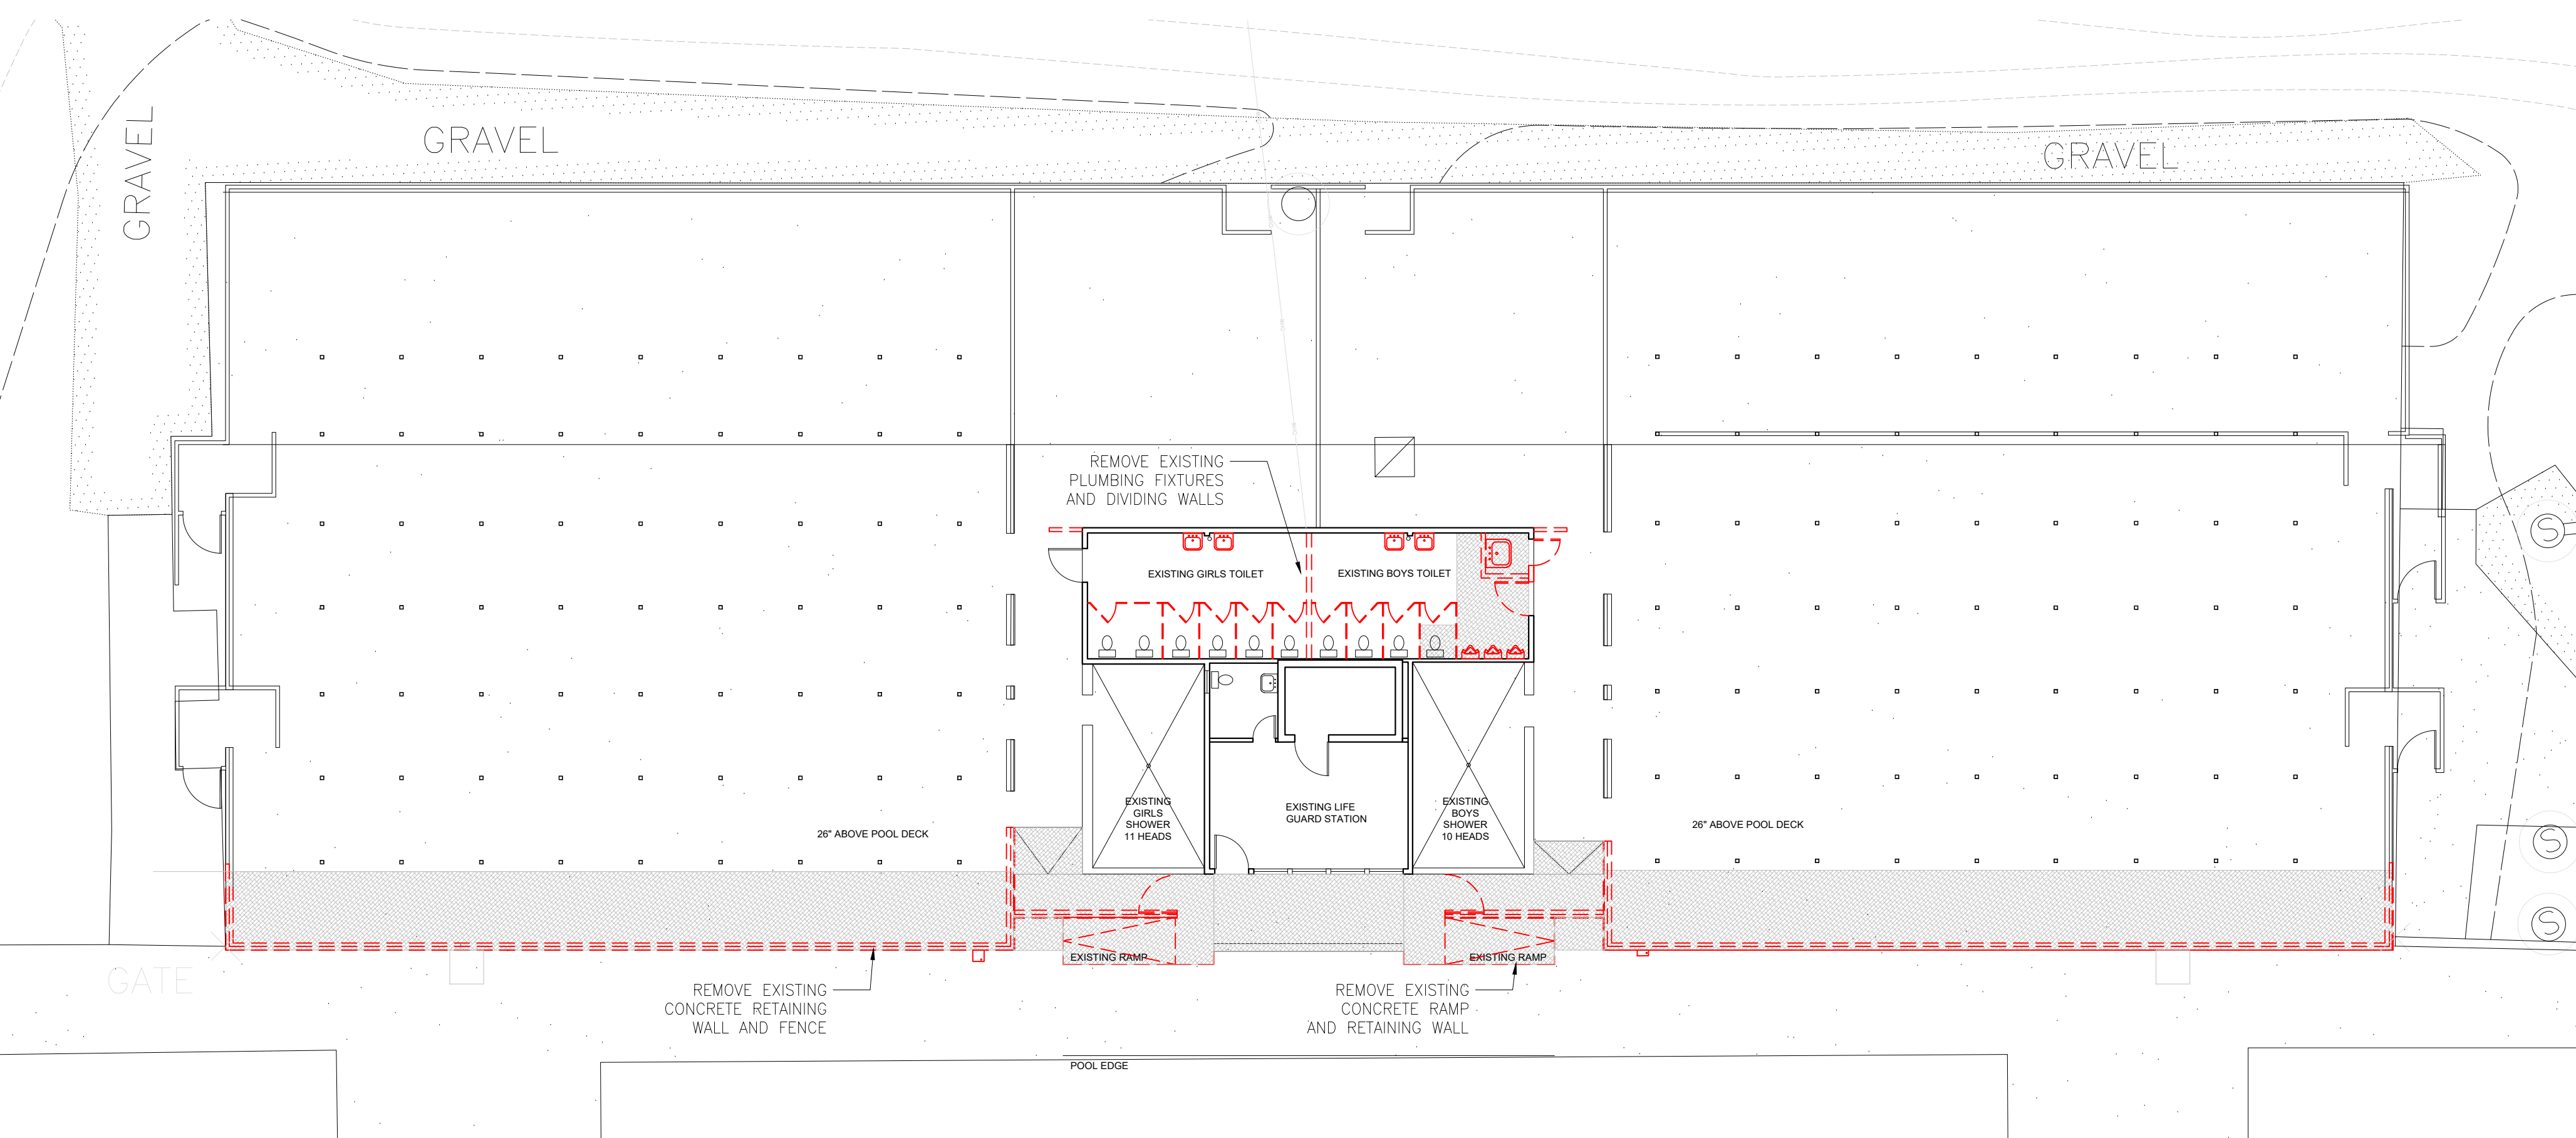 GRAVEL
GRAVEL
GRAVEL
REMOVE EXISTING
PLUMBING FIXTURES
AND DIVIDING WALLS
EXISTING GIRLS TOILET
EXISTING BOYS TOILET
EXISTING
GIRLS
SHOWER
11 HEADS
EXISTING LIFE
GUARD STATION
EXISTING
BOYS
SHOWER
10 HEADS
26" ABOVE POOL DECK
26" ABOVE POOL DECK
EXISTING RAMP
EXISTING RAMP
GATE
REMOVE EXISTING
CONCRETE RETAINING
WALL AND FENCE
REMOVE EXISTING
CONCRETE RAMP
AND RETAINING WALL
POOL EDGE
S
S
S